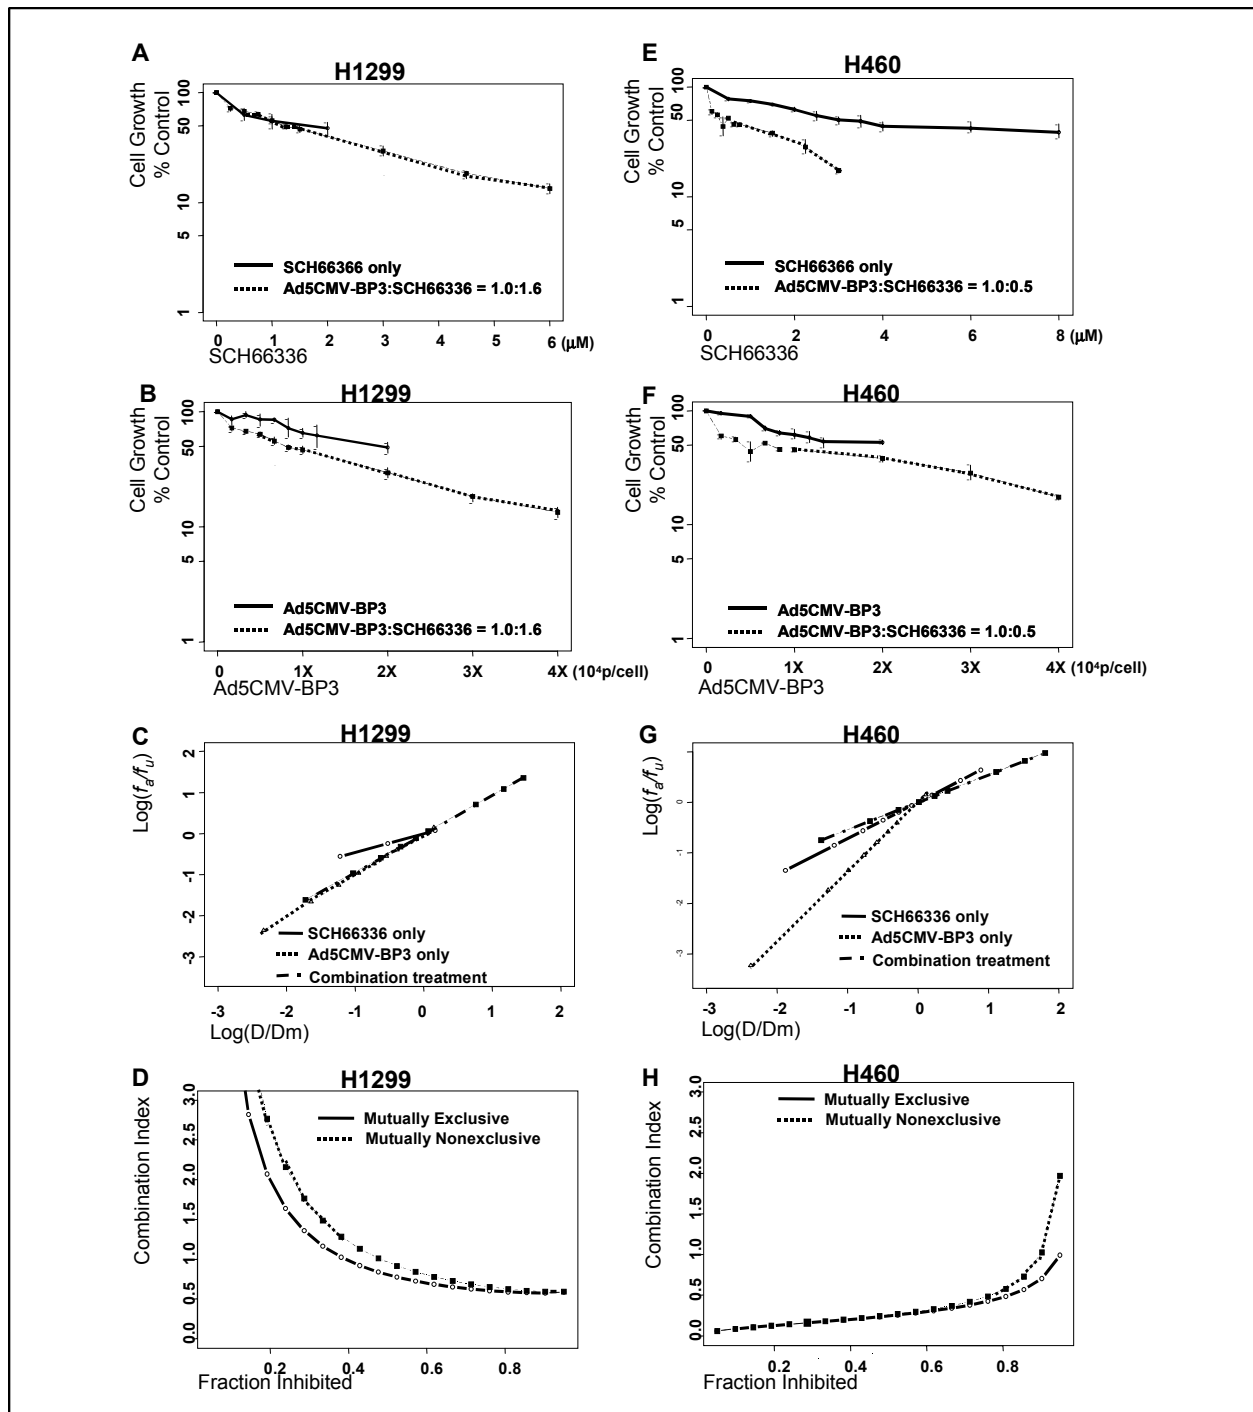 A
H1299
Cell Growth
% Control
100
50
10
5
1
SCH66366 only
Ad5CMV-BP3:SCH66336 = 1.0:1.6
0 1 2 3 4 5 6 (μM)
SCH66336
E
H460
Cell Growth
% Control
100
50
10
5
1
SCH66366 only
Ad5CMV-BP3:SCH66336 = 1.0:0.5
0 2 4 6 8 μM)
SCH66336
B
H1299
Cell Growth
% Control
100
50
10
5
1
Ad5CMV-BP3
Ad5CMV-BP3:SCH66336 = 1.0:1.6
0 1X 2X 3X 4X (10⁴p/cell)
Ad5CMV-BP3
F
H460
Cell Growth
% Control
100
50
10
5
1
Ad5CMV-BP3
Ad5CMV-BP3:SCH66336 = 1.0:0.5
0 1X 2X 3X 4X (10⁴p/cell)
Ad5CMV-BP3
C
H1299
Log(fa/fu)
2
1
0
-1
-2
-3
SCH66336 only
Ad5CMV-BP3 only
Combination treatment
-3 -2 -1 0 1 2
Log(D/Dm)
G
H460
Log(fa/fu)
0
-1
-2
-3
SCH66336 only
Ad5CMV-BP3 only
Combination treatment
-3 -2 -1 0 1 2
Log(D/Dm)
D
H1299
Combination Index
3.0
2.5
2.0
1.5
1.0
0.5
0.0
Mutually Exclusive
Mutually Nonexclusive
0.2 0.4 0.6 0.8
Fraction Inhibited
H
H460
Combination Index
3.0
2.5
2.0
1.5
1.0
0.5
0.0
Mutually Exclusive
Mutually Nonexclusive
0.2 0.4 0.6 0.8
Fraction Inhibited